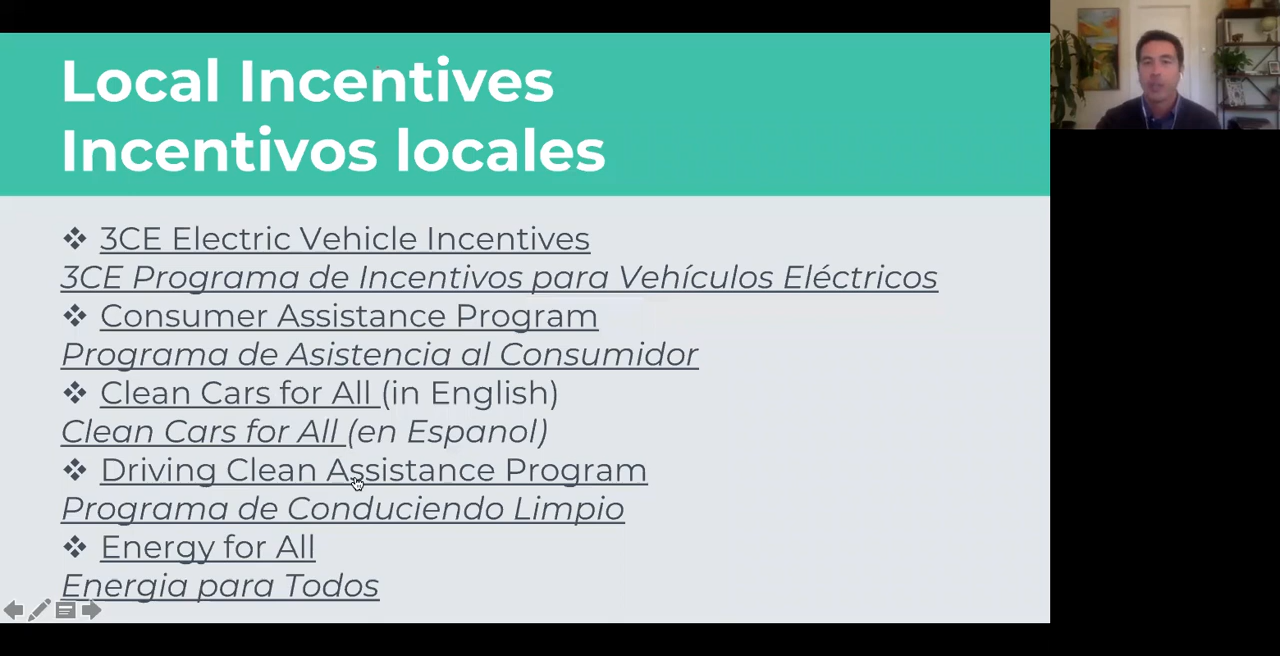 Local Incentives
Incentivos locales
❖ 3CE Electric Vehicle Incentives
3CE Programa de Incentivos para Vehículos Eléctricos
❖ Consumer Assistance Program
Programa de Asistencia al Consumidor
❖ Clean Cars for All (in English)
Clean Cars for All (en Espanol)
❖ Driving Clean Assistance Program
Programa de Conduciendo Limpio
❖ Energy for All
Energia para Todos